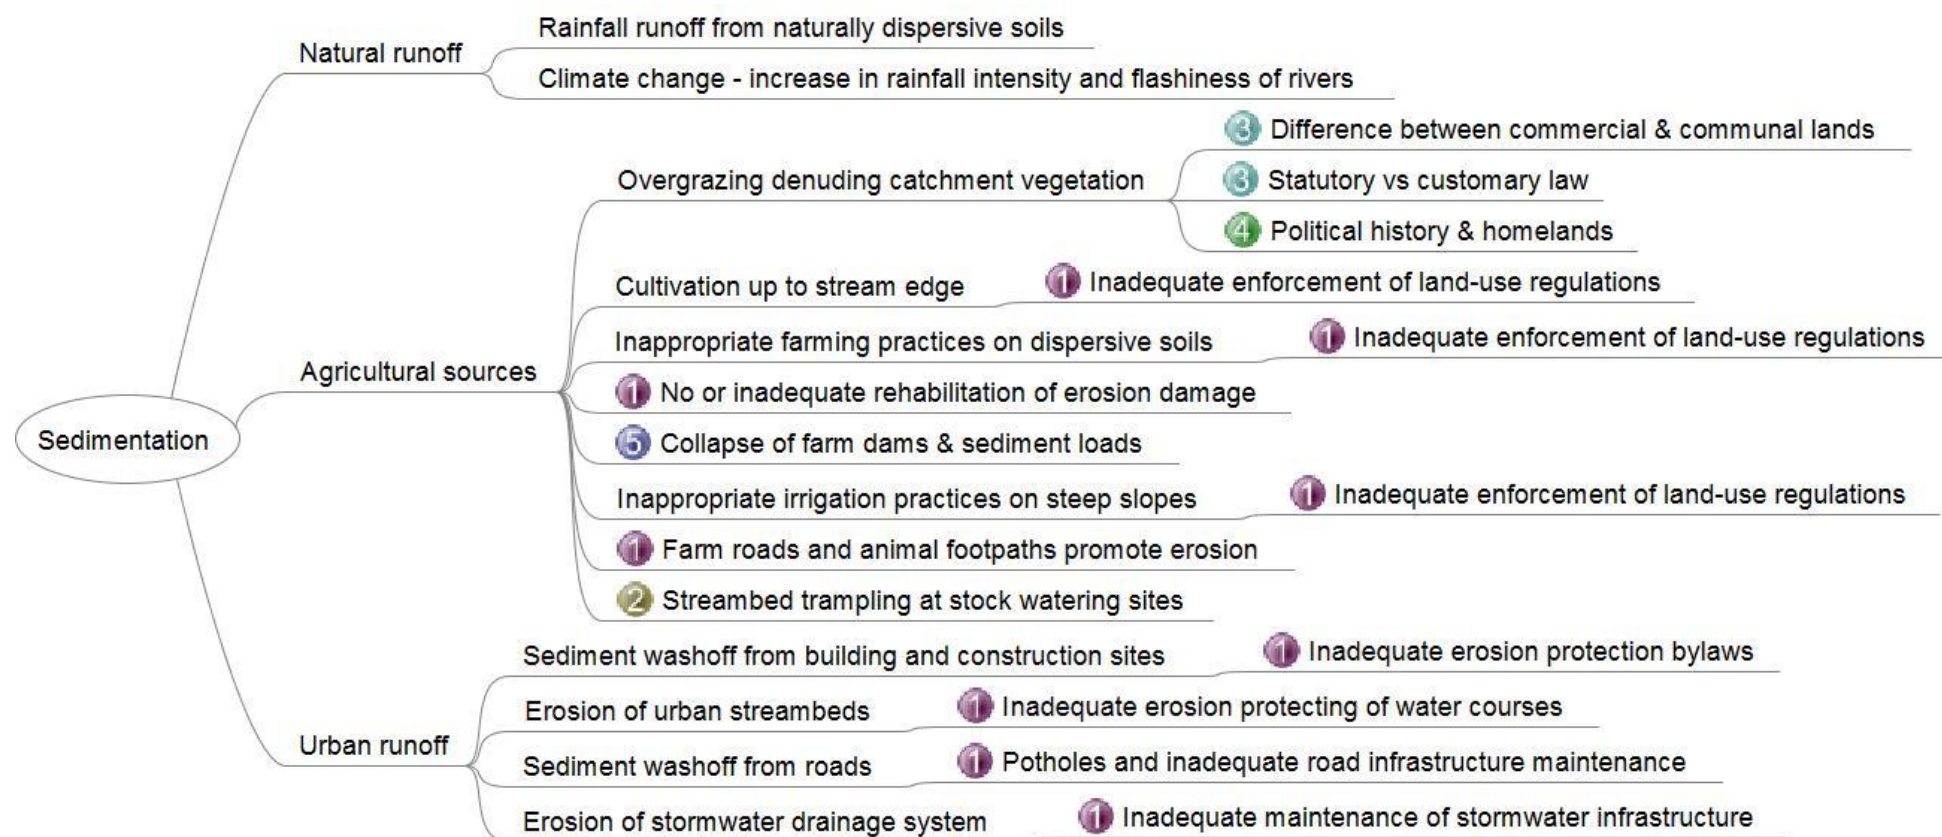 Sedimentation
Natural runoff
Rainfall runoff from naturally dispersive soils
Climate change - increase in rainfall intensity and flashiness of rivers
Agricultural sources
Overgrazing denuding catchment vegetation
3 Difference between commercial & communal lands
3 Statutory vs customary law
4 Political history & homelands
Cultivation up to stream edge
1 Inadequate enforcement of land-use regulations
Inappropriate farming practices on dispersive soils
1 Inadequate enforcement of land-use regulations
1 No or inadequate rehabilitation of erosion damage
5 Collapse of farm dams & sediment loads
Inappropriate irrigation practices on steep slopes
1 Inadequate enforcement of land-use regulations
1 Farm roads and animal footpaths promote erosion
2 Streambed trampling at stock watering sites
Urban runoff
Sediment washoff from building and construction sites
1 Inadequate erosion protection bylaws
Erosion of urban streambeds
1 Inadequate erosion protecting of water courses
Sediment washoff from roads
1 Potholes and inadequate road infrastructure maintenance
Erosion of stormwater drainage system
1 Inadequate maintenance of stormwater infrastructure